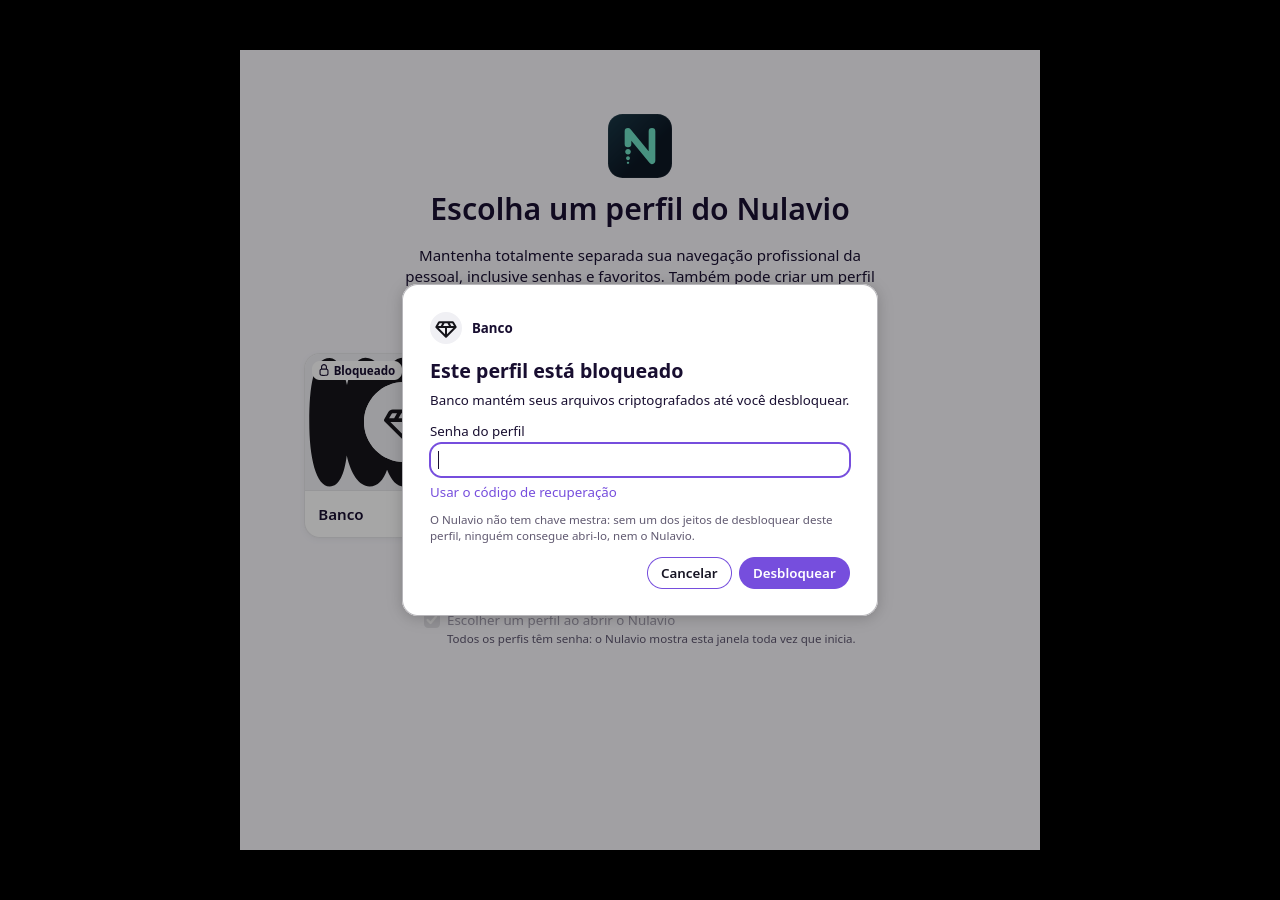 Escolha um perfil do Nulavio
Mantenha totalmente separada sua navegação profissional da
pessoal, inclusive senhas e favoritos. Também pode criar um perfil
Bloqueado
Banco
Banco
Este perfil está bloqueado
Banco mantém seus arquivos criptografados até você desbloquear.
Senha do perfil
Usar o código de recuperação
O Nulavio não tem chave mestra: sem um dos jeitos de desbloquear deste
perfil, ninguém consegue abri-lo, nem o Nulavio.
Cancelar
Desbloquear
Escolher um perfil ao abrir o Nulavio
Todos os perfis têm senha: o Nulavio mostra esta janela toda vez que inicia.